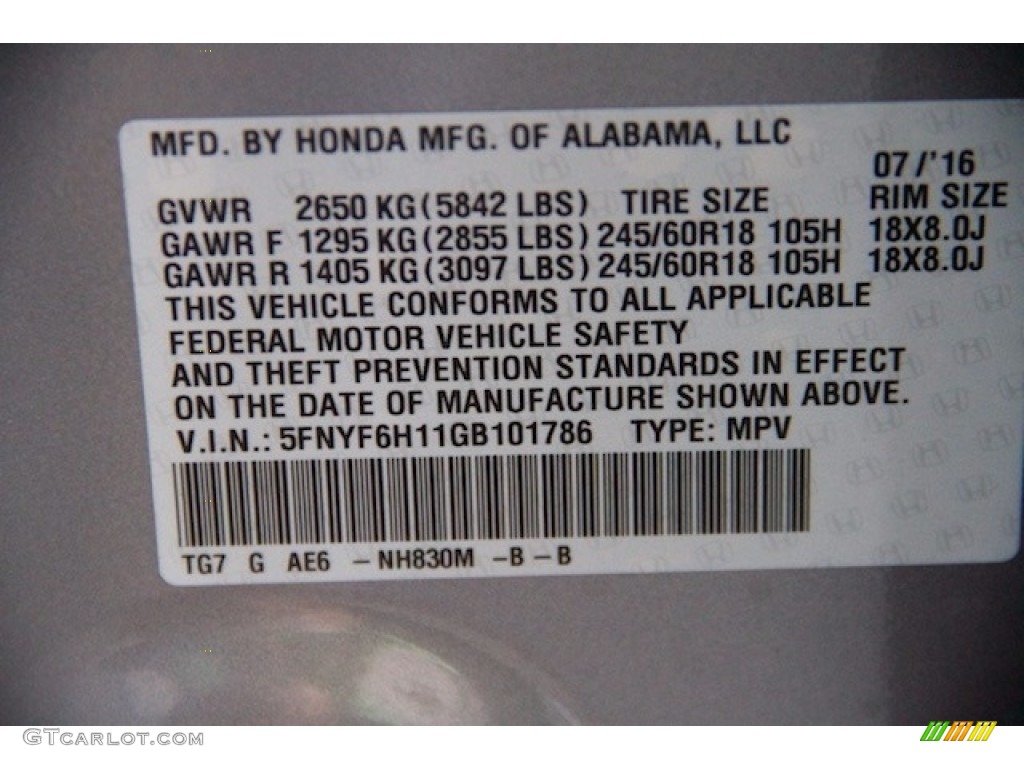 MFD. BY HONDA MFG. OF ALABAMA, LLC
07/'16
GVWR 2650 KG(5842 LBS) TIRE SIZE RIM SIZE
GAWR F 1295 KG(2855 LBS) 245/60R18 105H 18X8.0J
GAWR R 1405 KG(3097 LBS) 245/60R18 105H 18X8.0J
THIS VEHICLE CONFORMS TO ALL APPLICABLE
FEDERAL MOTOR VEHICLE SAFETY
AND THEFT PREVENTION STANDARDS IN EFFECT
ON THE DATE OF MANUFACTURE SHOWN ABOVE.
V.I.N.: 5FNYF6H11GB101786 TYPE: MPV
TG7 G AE6 -NH830M -B-B
GTCARLOT.COM